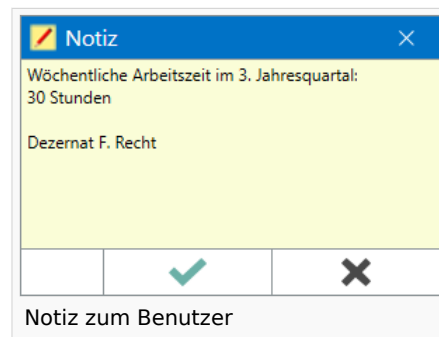 Notiz
Wöchentliche Arbeitszeit im 3. Jahresquartal:
30 Stunden
Dezernat F. Recht
Notiz zum Benutzer